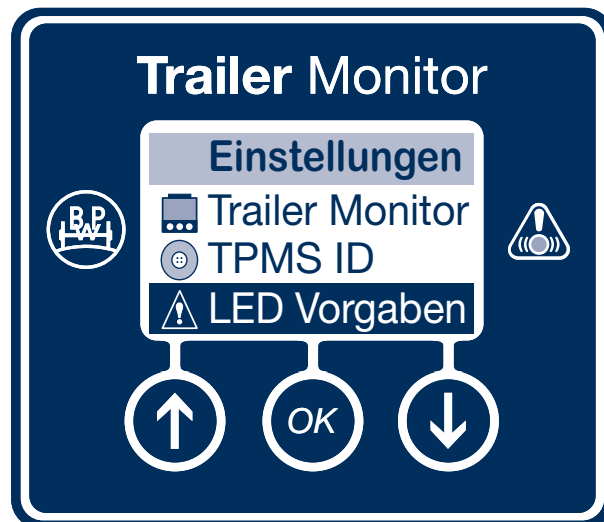 Trailer Monitor
Einstellungen
BPW
Trailer Monitor
TPMS ID
LED Vorgaben
OK